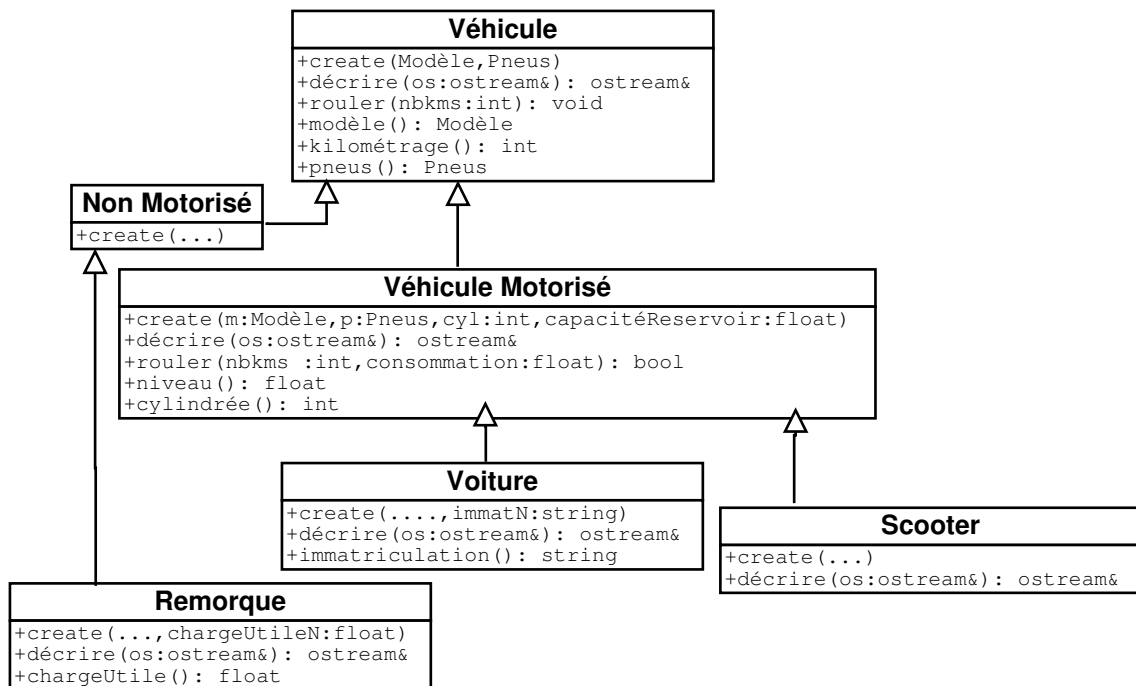 Véhicule
+create(Modèle,Pneus)
+décrire(os:ostream&): ostream&
+rouler(nbkms:int): void
+modèle(): Modèle
+kilométrage(): int
+pneus(): Pneus
Non Motorisé
+create(...)
Véhicule Motorisé
+create(m:Modèle,p:Pneus,cyl:int,capacitéReservoir:float)
+décrire(os:ostream&): ostream&
+rouler(nbkms :int,consommation:float): bool
+niveau(): float
+cylindrée(): int
Voiture
+create(....,immatN:string)
+décrire(os:ostream&): ostream&
+immatriculation(): string
Scooter
+create(...)
+décrire(os:ostream&): ostream&
Remorque
+create(...,chargeUtileN:float)
+décrire(os:ostream&): ostream&
+chargeUtile(): float